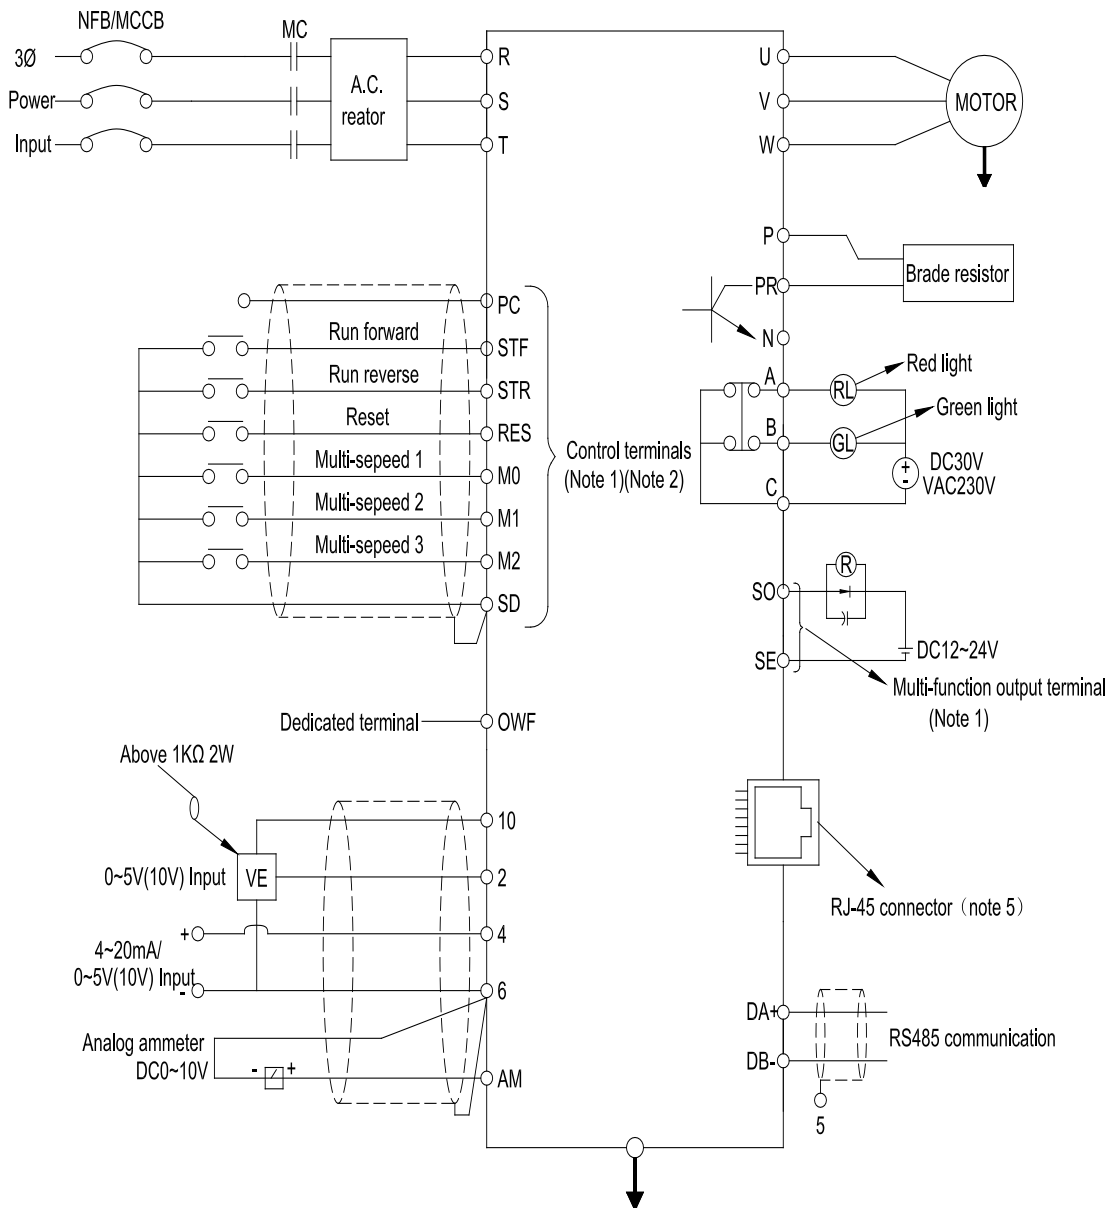 NFB/MCCB
MC
3Ø
Power
Input
A.C.
reator
R
S
T
U
V
W
MOTOR
P
PR
N
Brade resistor
PC
Run forward
STF
Run reverse
STR
Reset
RES
Multi-sepeed 1
M0
Multi-sepeed 2
M1
Multi-sepeed 3
M2
SD
Control terminals
(Note 1)(Note 2)
A
RL
Red light
B
GL
Green light
C
+
-
DC30V
VAC230V
SO
R
SE
DC12~24V
Multi-function output terminal
(Note 1)
Dedicated terminal
OWF
Above 1KΩ 2W
10
0~5V(10V) Input
VE
2
+
4
4~20mA/
0~5V(10V) Input
-
6
Analog ammeter
DC0~10V
- +
AM
RJ-45 connector（note 5）
DA+
DB-
RS485 communication
5